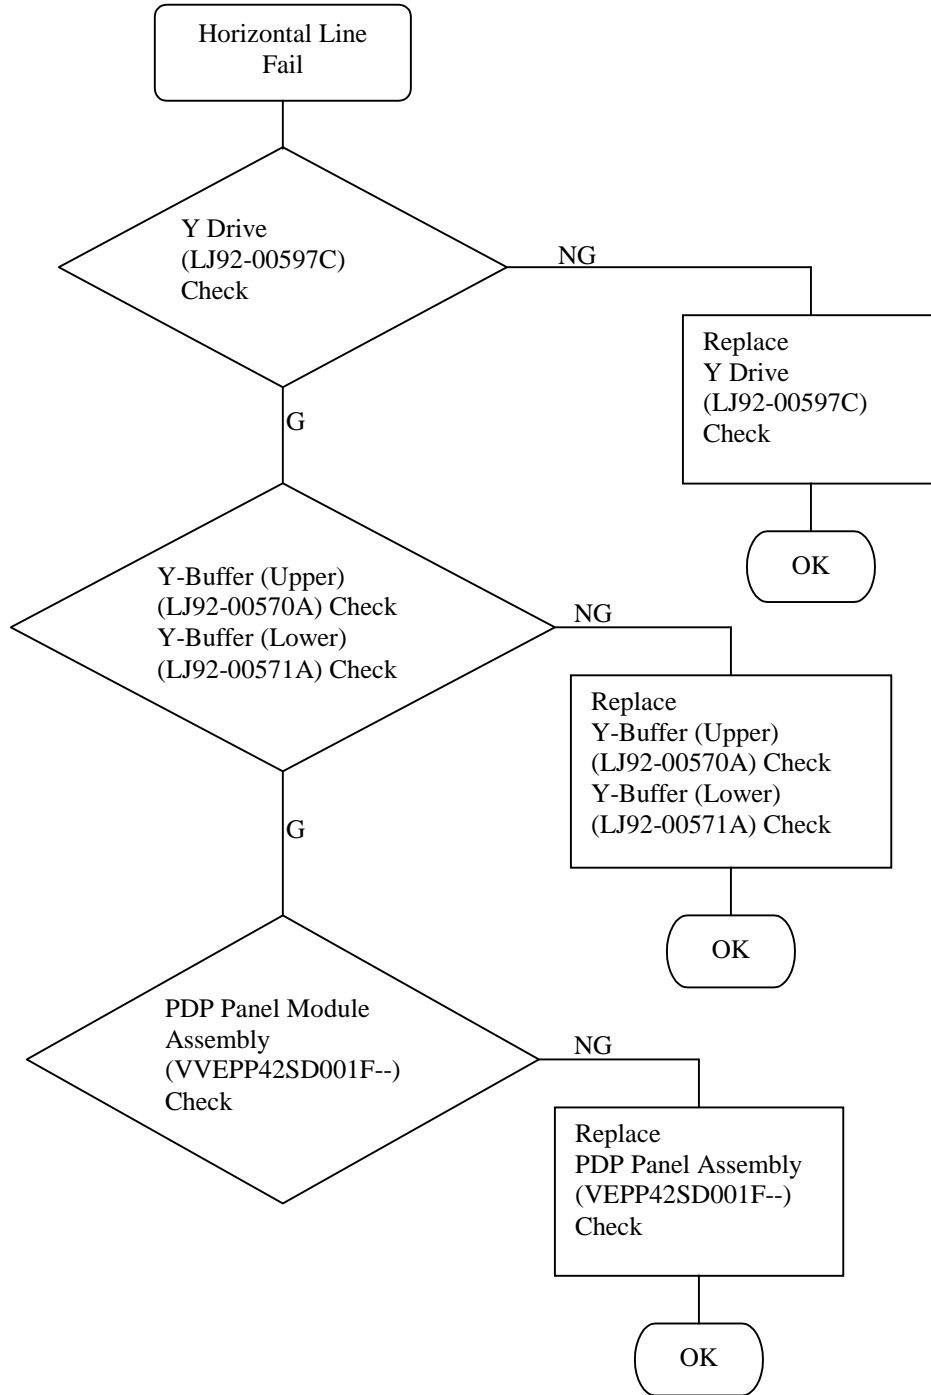 Horizontal Line
Fail
Y Drive
(LJ92-00597C)
Check
NG
Replace
Y Drive
(LJ92-00597C)
Check
OK
G
Y-Buffer (Upper)
(LJ92-00570A) Check
Y-Buffer (Lower)
(LJ92-00571A) Check
NG
Replace
Y-Buffer (Upper)
(LJ92-00570A) Check
Y-Buffer (Lower)
(LJ92-00571A) Check
OK
G
PDP Panel Module
Assembly
(VVEPP42SD001F--)
Check
NG
Replace
PDP Panel Assembly
(VEPP42SD001F--)
Check
OK